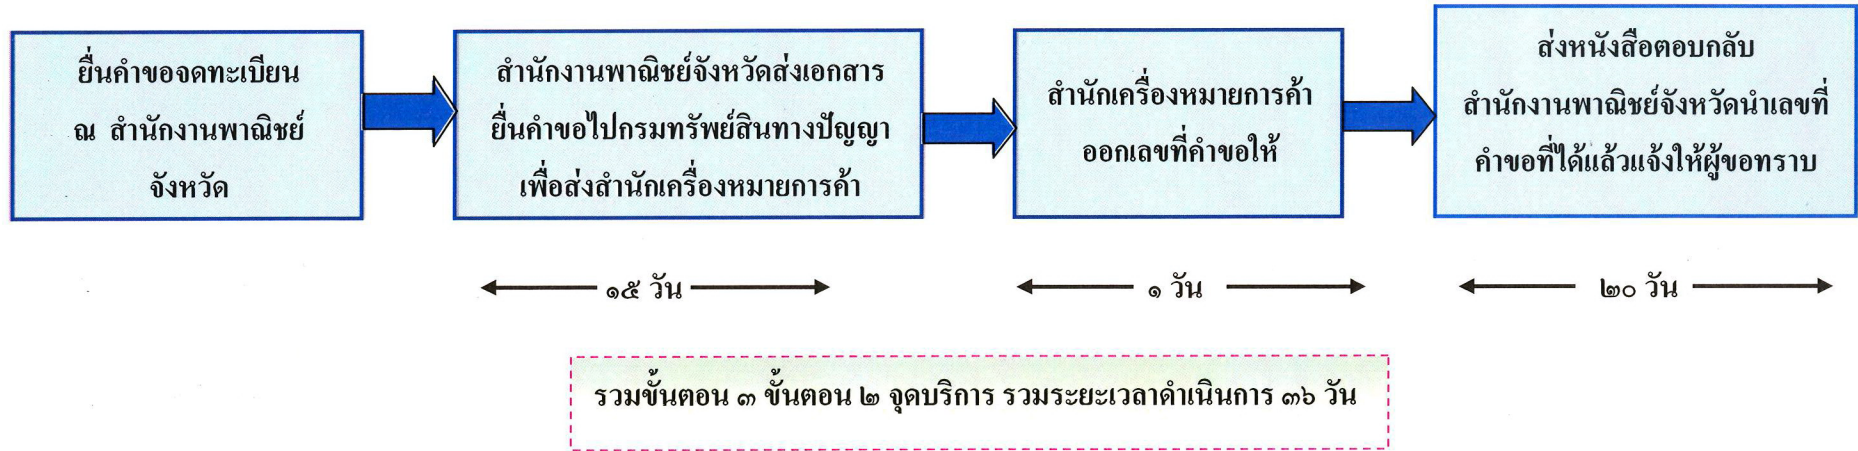 ยื่นคำขอจดทะเบียน
ณ สำนักงานพาณิชย์
จังหวัด
สำนักงานพาณิชย์จังหวัดส่งเอกสาร
ยื่นคำขอไปกรมทรัพย์สินทางปัญญา
เพื่อส่งสำนักเครื่องหมายการค้า
สำนักเครื่องหมายการค้า
ออกเลขที่คำขอให้
ส่งหนังสือตอบกลับ
สำนักงานพาณิชย์จังหวัดนำเลขที่
คำขอที่ได้แล้วแจ้งให้ผู้ขอทราบ
๑๕ วัน
๑ วัน
๒๐ วัน
รวมขั้นตอน ๓ ขั้นตอน ๒ จุดบริการ รวมระยะเวลาดำเนินการ ๓๖ วัน